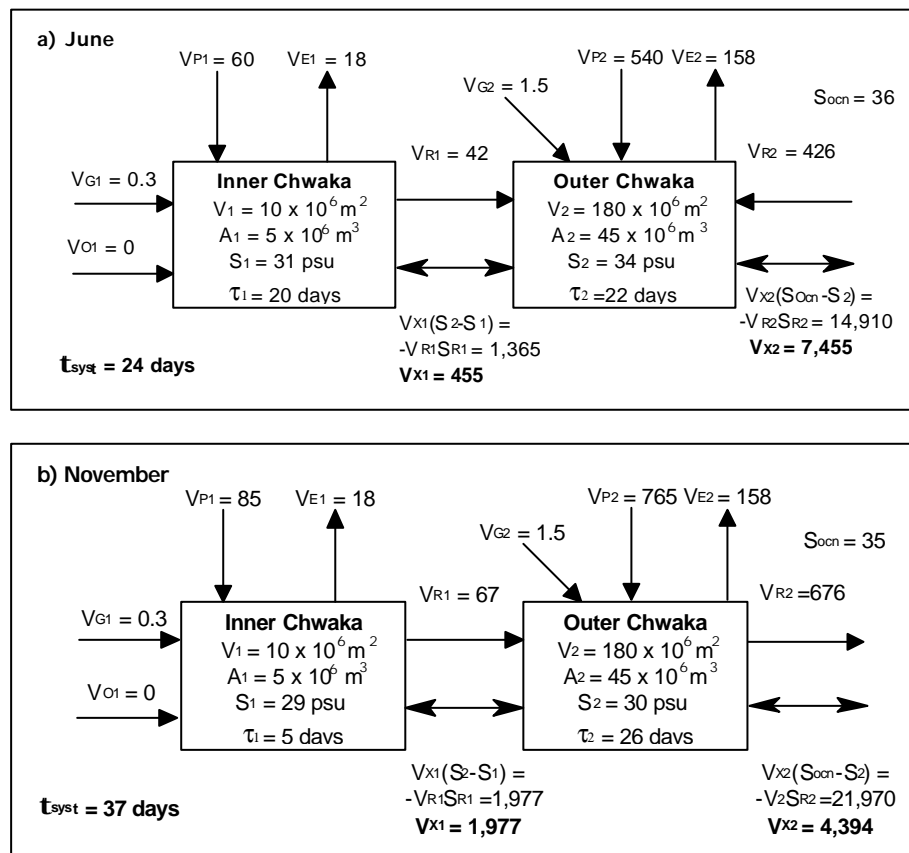 a) June
VP1 = 60
VE1 = 18
VP2 = 540
VE2 = 158
VG2 = 1.5
Socn = 36
VR1 = 42
VR2 = 426
VG1 = 0.3
VO1 = 0
Inner Chwaka
V1 = 10 x 10^6 m^2
A1 = 5 x 10^6 m^3
S1 = 31 psu
τ1 = 20 days
Outer Chwaka
V2 = 180 x 10^6 m^2
A2 = 45 x 10^6 m^3
S2 = 34 psu
τ2 =22 days
VX1(S2-S1) =
-VR1SR1 = 1,365
VX1 = 455
VX2(SOcn-S2) =
-VR2SR2 = 14,910
VX2 = 7,455
tsyst = 24 days
b) November
VP1 = 85
VE1 = 18
VP2 = 765
VE2 = 158
VG2 = 1.5
Socn = 35
VR1 = 67
VR2 =676
VG1 = 0.3
VO1 = 0
Inner Chwaka
V1 = 10 x 10^6 m^2
A1 = 5 x 10^6 m^3
S1 = 29 psu
τ1 = 5 days
Outer Chwaka
V2 = 180 x 10^6 m^2
A2 = 45 x 10^6 m^3
S2 = 30 psu
τ2 = 26 days
VX1(S2-S1) =
-VR1SR1 =1,977
VX1 = 1,977
VX2(Socn-S2) =
-V2SR2 =21,970
VX2 = 4,394
tsyst = 37 days